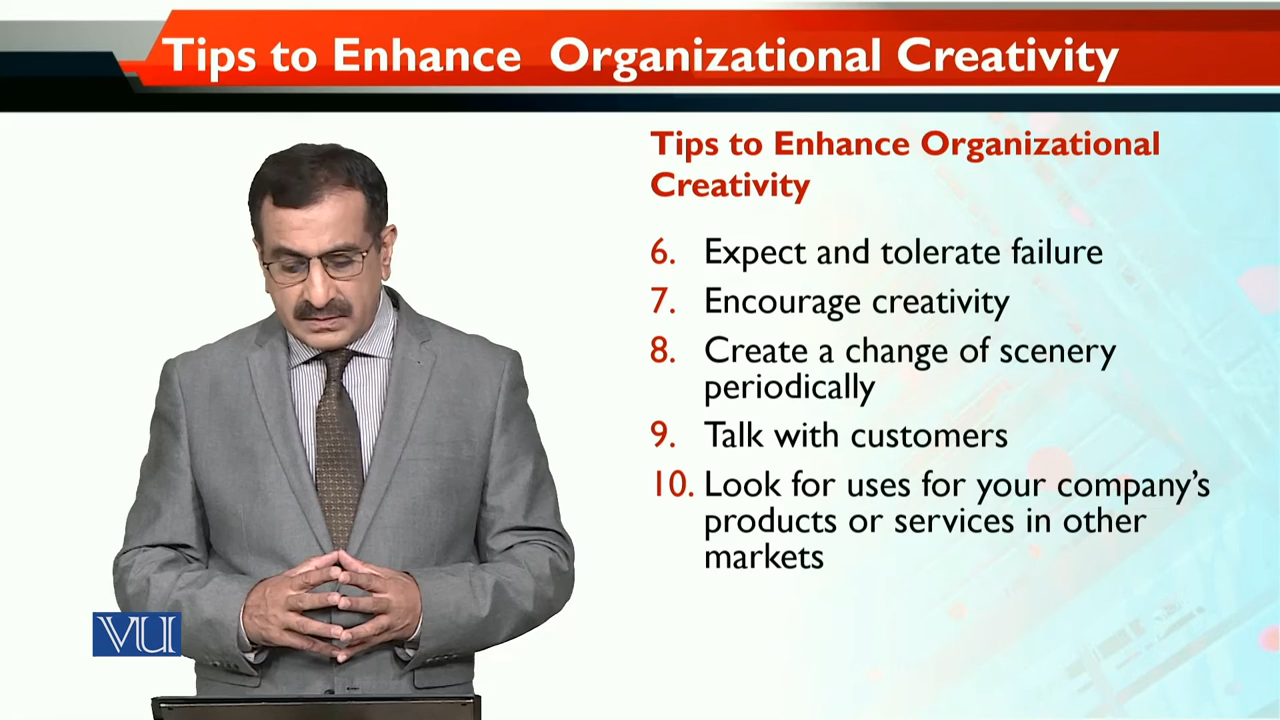 Tips to Enhance Organizational Creativity
Tips to Enhance Organizational
Creativity
6. Expect and tolerate failure
7. Encourage creativity
8. Create a change of scenery
periodically
9. Talk with customers
10. Look for uses for your company’s
products or services in other
markets
VU